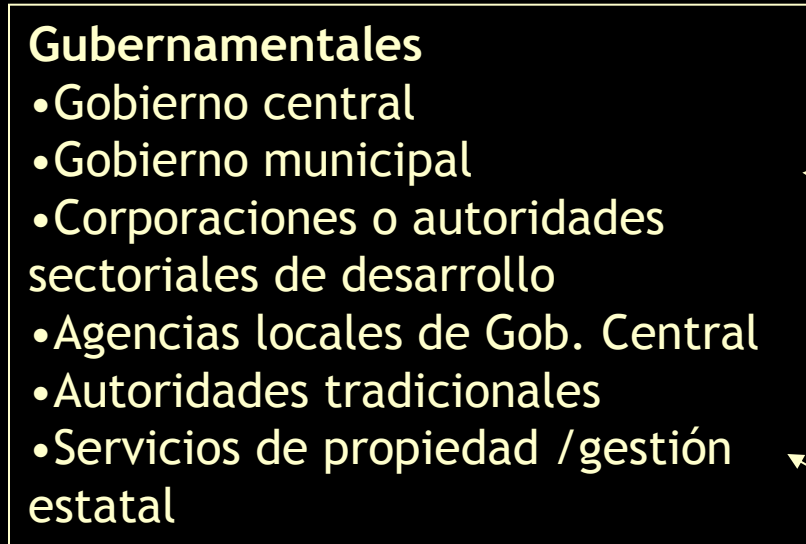 Gubernamentales
•Gobierno central
•Gobierno municipal
•Corporaciones o autoridades
sectoriales de desarrollo
•Agencias locales de Gob. Central
•Autoridades tradicionales
•Servicios de propiedad /gestión
estatal